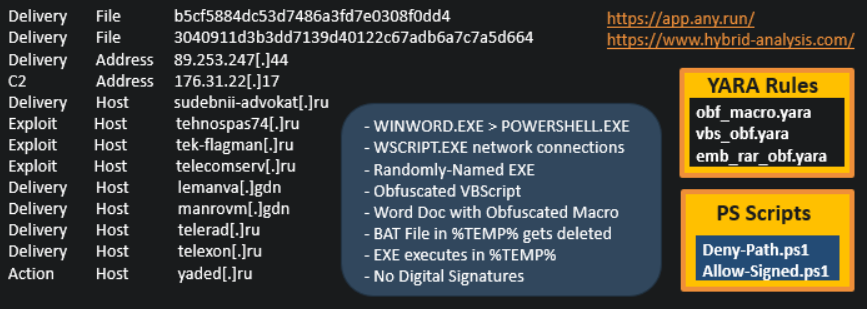 Delivery File b5cf5884dc53d7486a3fd7e0308f0dd4
Delivery File 3040911d3b3dd7139d40122c67adb6a7c7a5d664
Delivery Address 89.253.247[.]44
C2 Address 176.31.22[.]17
Delivery Host sudebnii-advokat[.]ru
Exploit Host tehnospas74[.]ru
Exploit Host tek-flagman[.]ru
Exploit Host telecomserv[.]ru
Delivery Host lemanva[.]gdn
Delivery Host manrovm[.]gdn
Delivery Host telerad[.]ru
Delivery Host telexon[.]ru
Action Host yaded[.]ru
- WINWORD.EXE > POWERSHELL.EXE
- WSCRIPT.EXE network connections
- Randomly-Named EXE
- Obfuscated VBScript
- Word Doc with Obfuscated Macro
- BAT File in %TEMP% gets deleted
- EXE executes in %TEMP%
- No Digital Signatures
https://app.any.run/
https://www.hybrid-analysis.com/
YARA Rules
obf_macro.yara
vbs_obf.yara
emb_rar_obf.yara
PS Scripts
Deny-Path.ps1
Allow-Signed.ps1